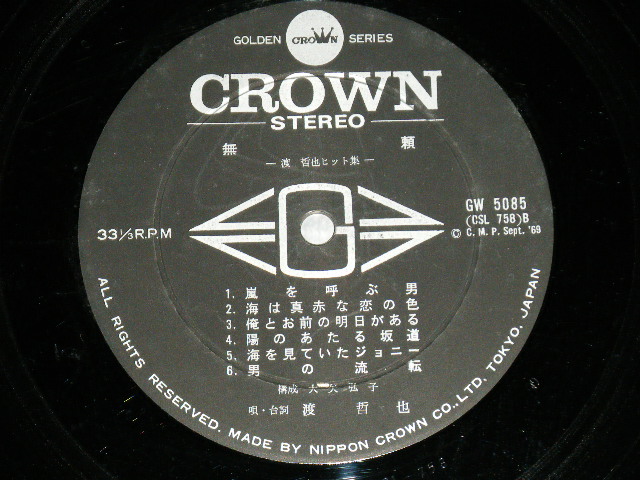 GOLDEN CROWN SERIES
CROWN
STEREO
無頼
― 渡 哲也ヒット集 ―
GW 5085
(CSL 758)B
33⅓ R.P.M
© C. M. P. Sept. '69
G
1. 嵐を呼ぶ男
2. 海は真赤な恋の色
3. 俺とお前の明日がある
4. 陽のあたる坂道
5. 海を見ていたジョニー
6. 男の流転
構成 弘子
唄・台詞 渡 哲也
ALL RIGHTS RESERVED. MADE BY NIPPON CROWN CO., LTD. TOKYO. JAPAN